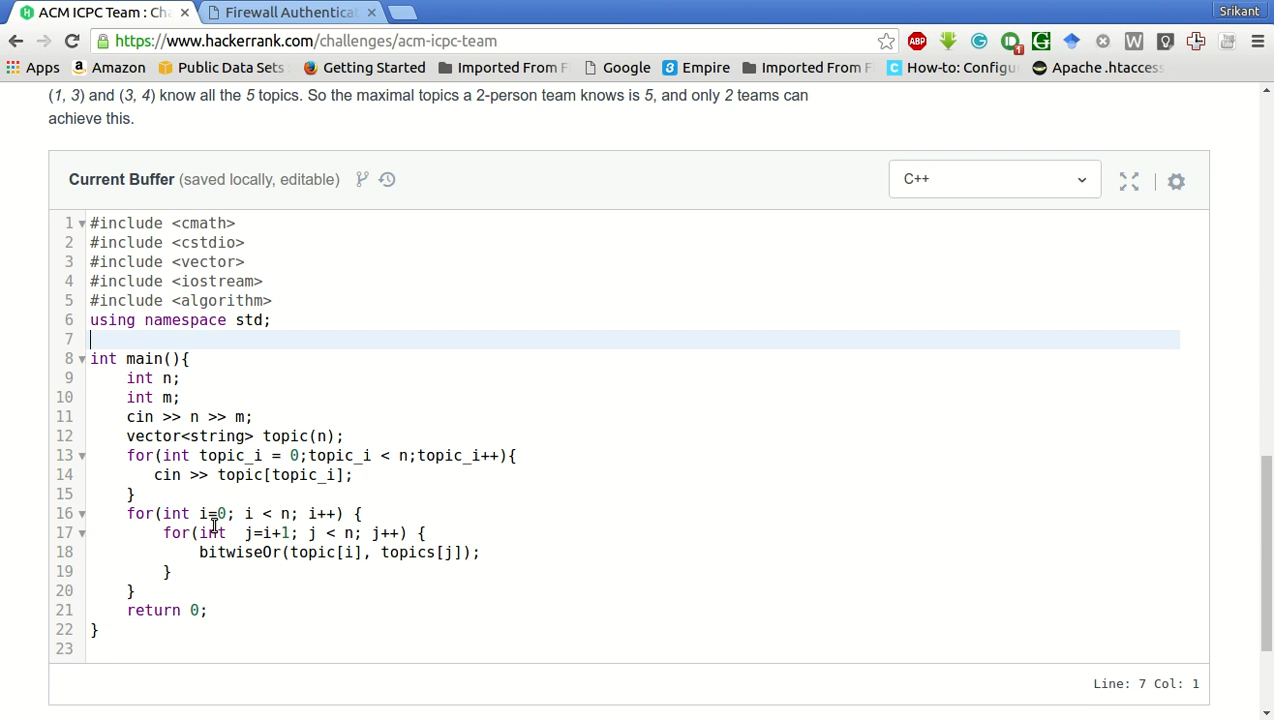 ACM ICPC Team : Cha
Firewall Authenticat
Srikant
https://www.hackerrank.com/challenges/acm-icpc-team
ABP
1
G
W
Apps
Amazon
Public Data Sets
Getting Started
Imported From F
Google
Empire
Imported From F
How-to: Configu
Apache .htaccess
(1, 3) and (3, 4) know all the 5 topics. So the maximal topics a 2-person team knows is 5, and only 2 teams can
achieve this.
Current Buffer (saved locally, editable)
C++
1 #include <cmath>
2 #include <cstdio>
3 #include <vector>
4 #include <iostream>
5 #include <algorithm>
6 using namespace std;
7
8 int main(){
9     int n;
10     int m;
11     cin >> n >> m;
12     vector<string> topic(n);
13     for(int topic_i = 0;topic_i < n;topic_i++){
14        cin >> topic[topic_i];
15     }
16     for(int i=0; i < n; i++) {
17         for(int  j=i+1; j < n; j++) {
18             bitwiseOr(topic[i], topics[j]);
19         }
20     }
21     return 0;
22 }
23
Line: 7 Col: 1